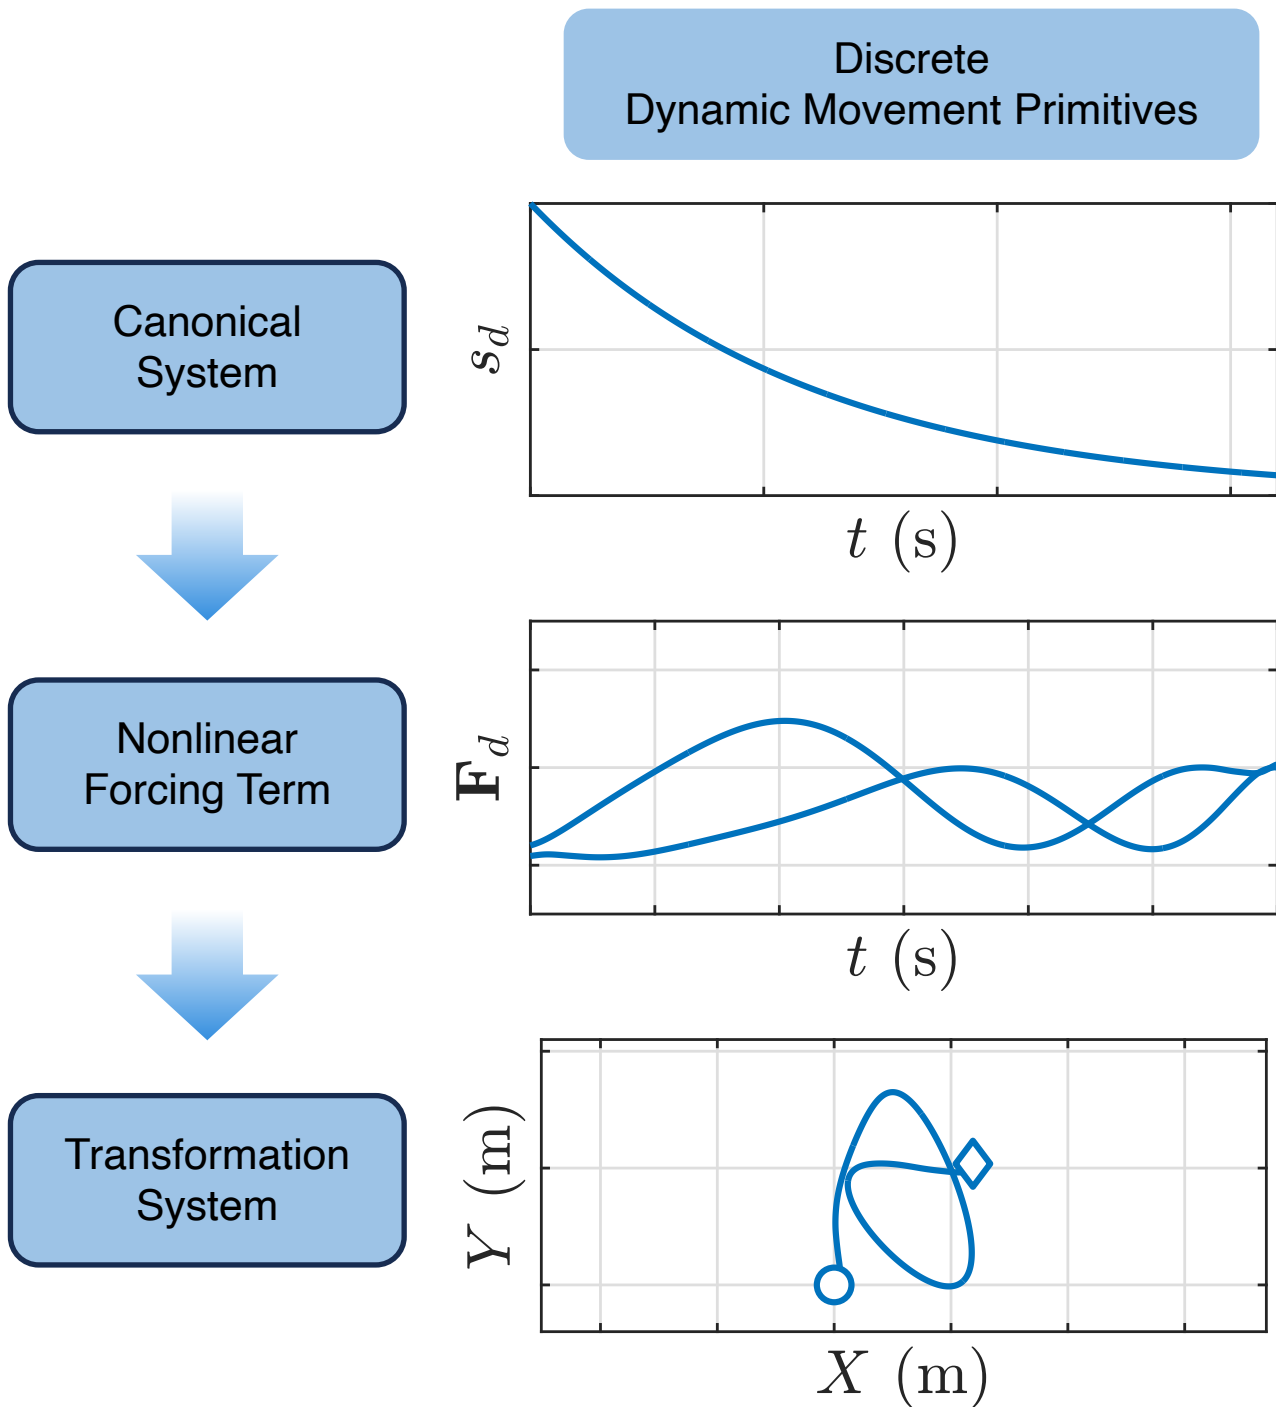 Discrete
Dynamic Movement Primitives
Canonical
System
s_d
t (s)
Nonlinear
Forcing Term
F_d
t (s)
Transformation
System
Y (m)
X (m)